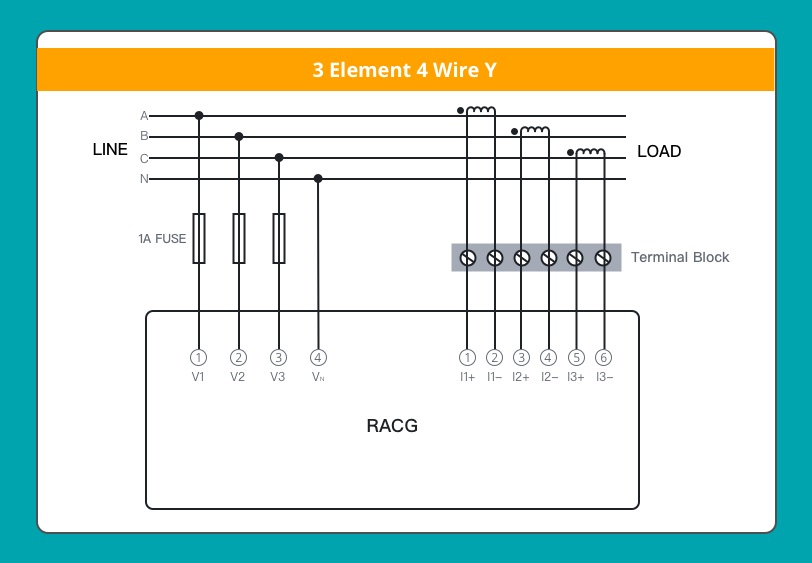 3 Element 4 Wire Y
A
B
C
N
LINE
LOAD
1A FUSE
Terminal Block
1 2 3 4 1 2 3 4 5 6
V1 V2 V3 VN I1+ I1– I2+ I2– I3+ I3–
RACG